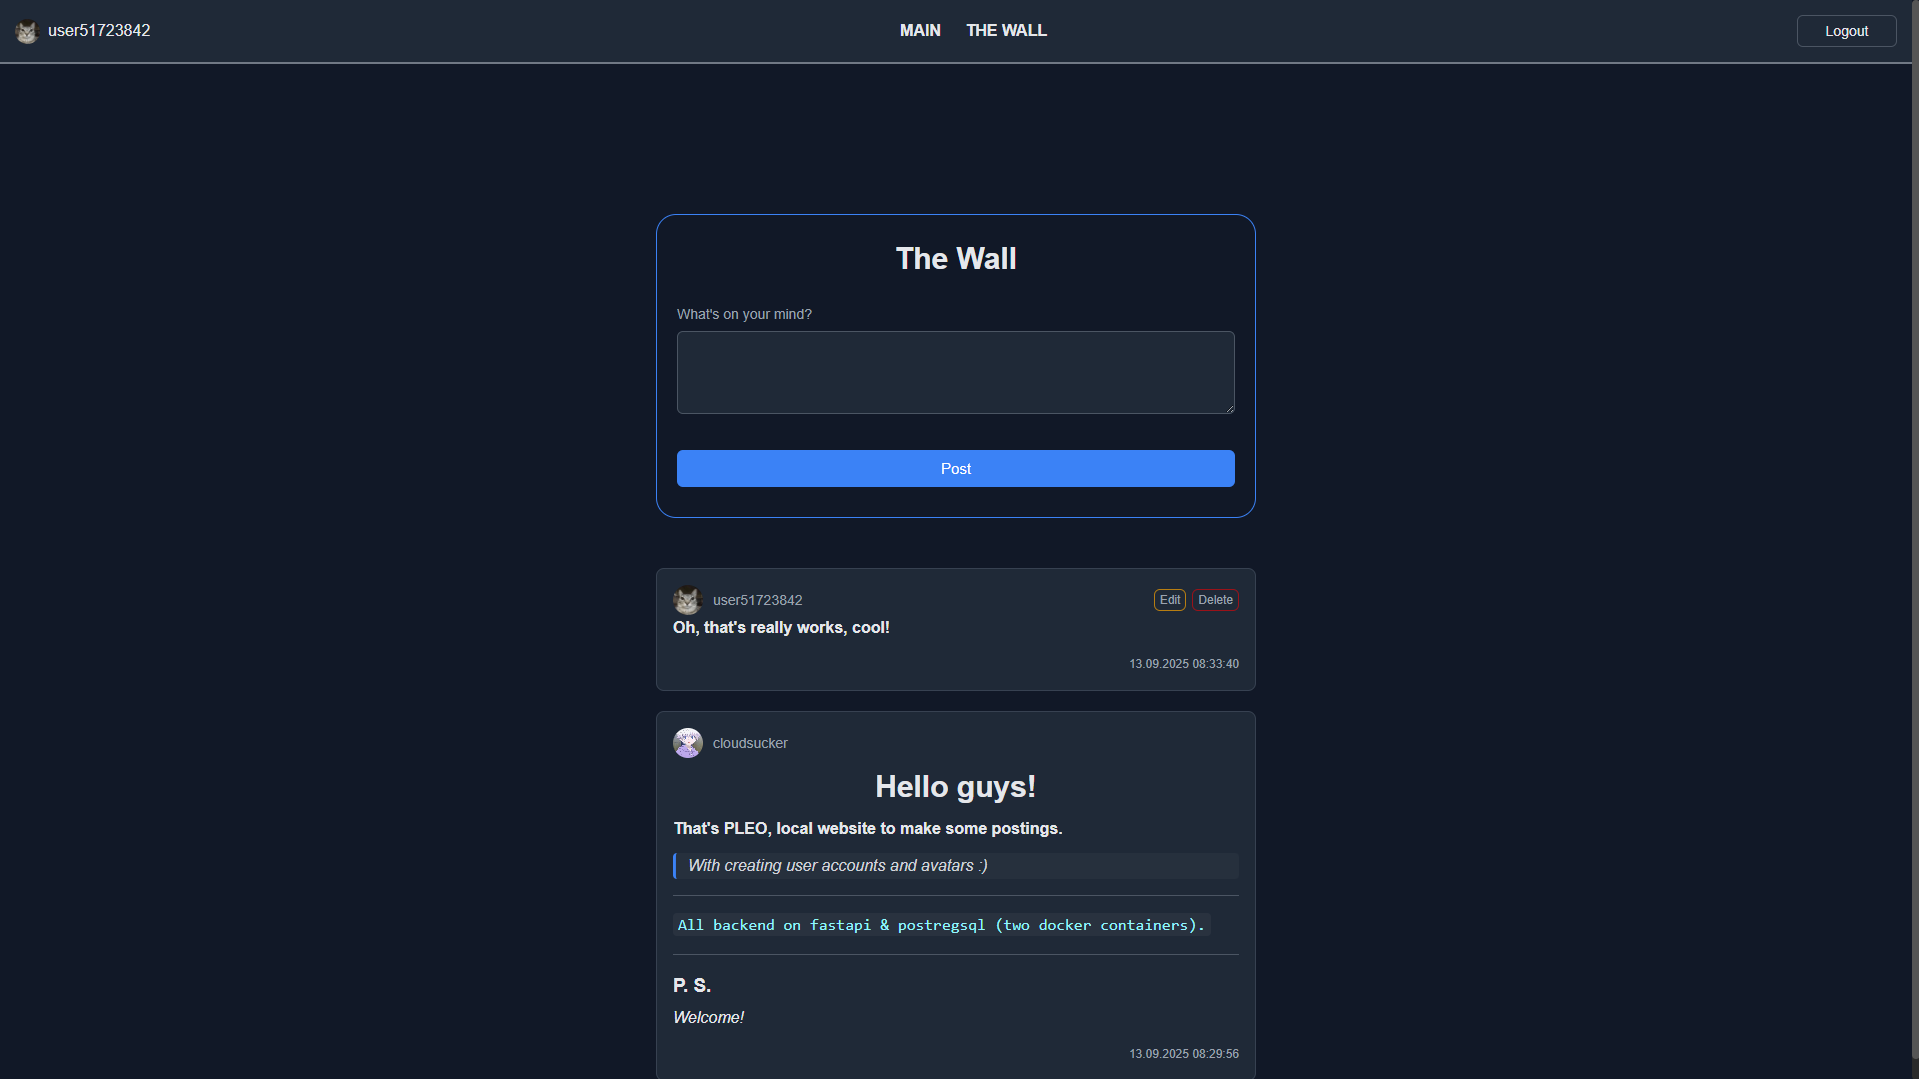 user51723842
MAIN THE WALL
Logout
The Wall
What's on your mind?
Post
user51723842
Edit Delete
Oh, that's really works, cool!
13.09.2025 08:33:40
cloudsucker
Hello guys!
That's PLEO, local website to make some postings.
With creating user accounts and avatars :)
All backend on fastapi & postregsql (two docker containers).
P. S.
Welcome!
13.09.2025 08:29:56